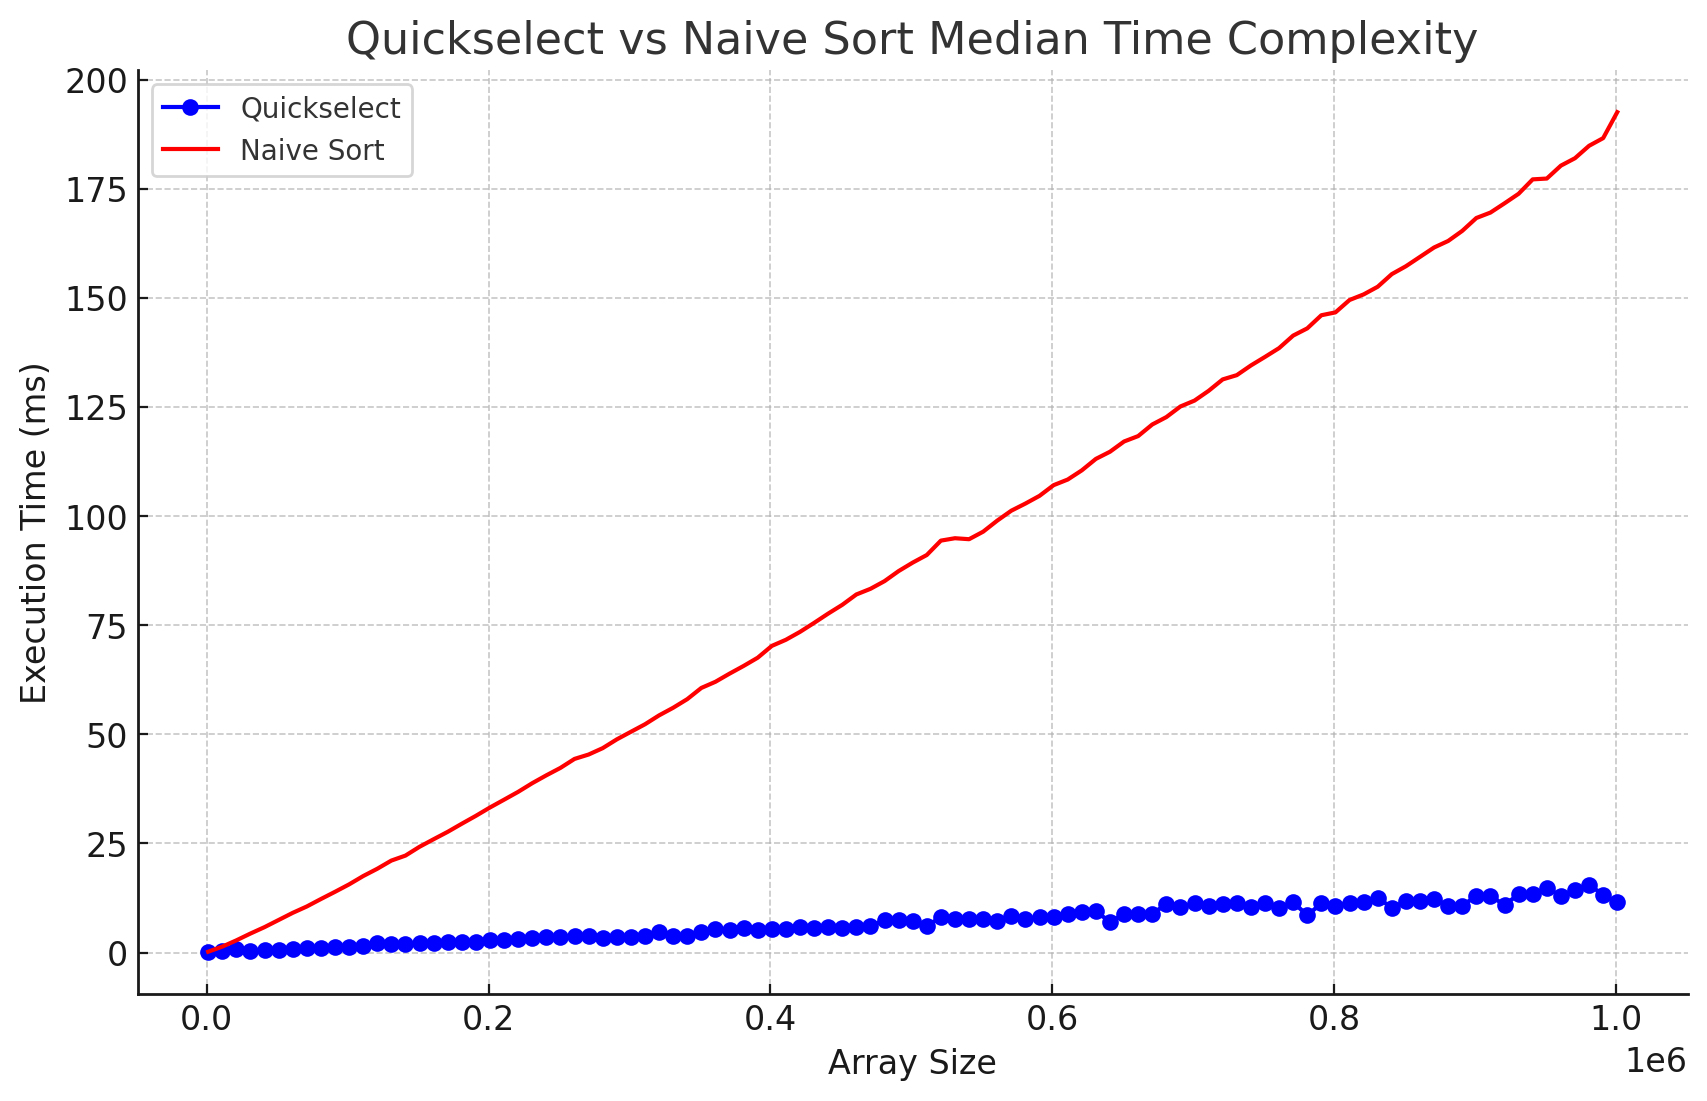 Quickselect vs Naive Sort Median Time Complexity
Quickselect
Naive Sort
Execution Time (ms)
200
175
150
125
100
75
50
25
0
0.0 0.2 0.4 0.6 0.8 1.0
Array Size
1e6